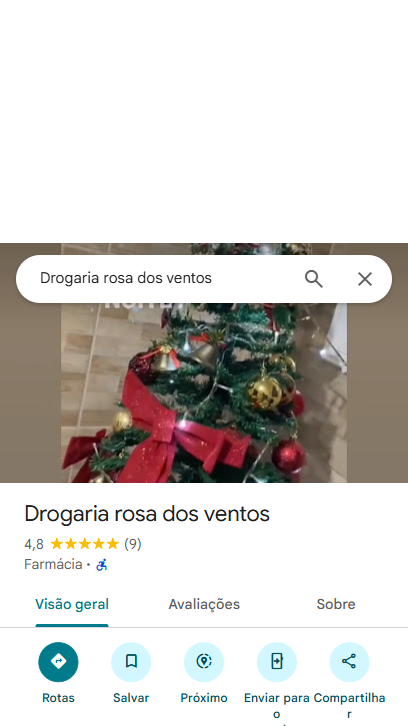 Drogaria rosa dos ventos
Drogaria rosa dos ventos
4,8 (9)
Farmácia ·
Visão geral Avaliações Sobre
Rotas Salvar Próximo Enviar para o Compartilhar